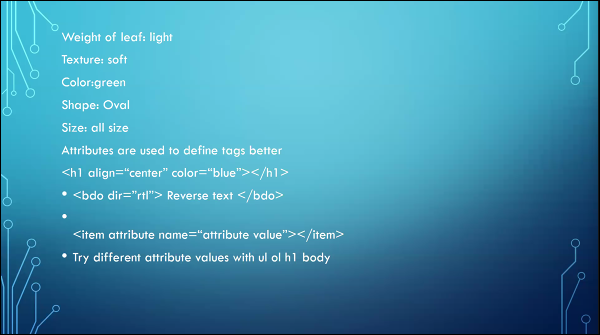 Weight of leaf: light
Texture: soft
Color:green
Shape: Oval
Size: all size
Attributes are used to define tags better
<h1 align=“center” color=“blue”></h1>
• <bdo dir=”rtl”> Reverse text </bdo>
•
<item attribute name=“attribute value”></item>
• Try different attribute values with ul ol h1 body